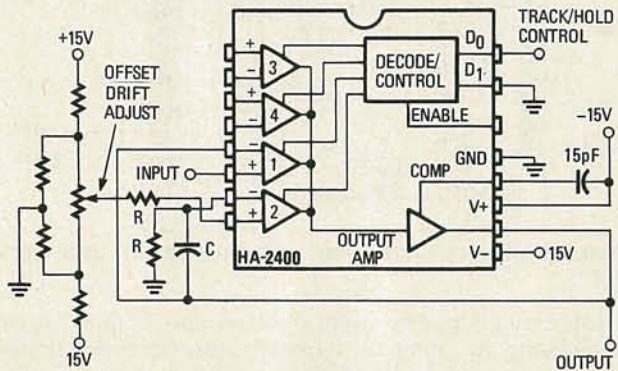 +15V
OFFSET
DRIFT
ADJUST
INPUT
R
R
C
15V
+
−
3
+
−
4
−
+
1
−
+
2
DECODE/
CONTROL
D0
D1
ENABLE
GND
COMP
V+
OUTPUT
AMP
V−
HA-2400
TRACK/HOLD
CONTROL
−15V
15pF
15V
OUTPUT